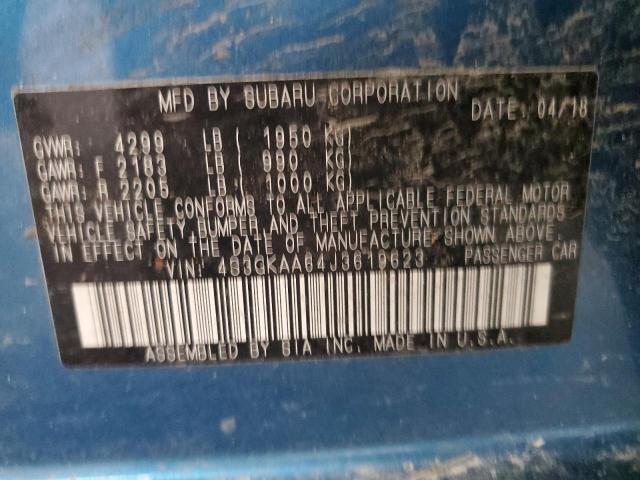 MFD BY SUBARU CORPORATION DATE: 04/18
GVWR: 4299 LB ( 1950 KG)
GAWR: F 2183 LB ( 990 KG)
GAWR: R 2205 LB ( 1000 KG)
THIS VEHICLE CONFORMS TO ALL APPLICABLE FEDERAL MOTOR
VEHICLE SAFETY BUMPER, AND THEFT PREVENTION STANDARDS
IN EFFECT ON THE DATE OF MANUFACTURE SHOWN ABOVE.
VIN: 4S3GKAA64J3619623 PASSENGER CAR
ASSEMBLED BY SIA INC. MADE IN U.S.A.